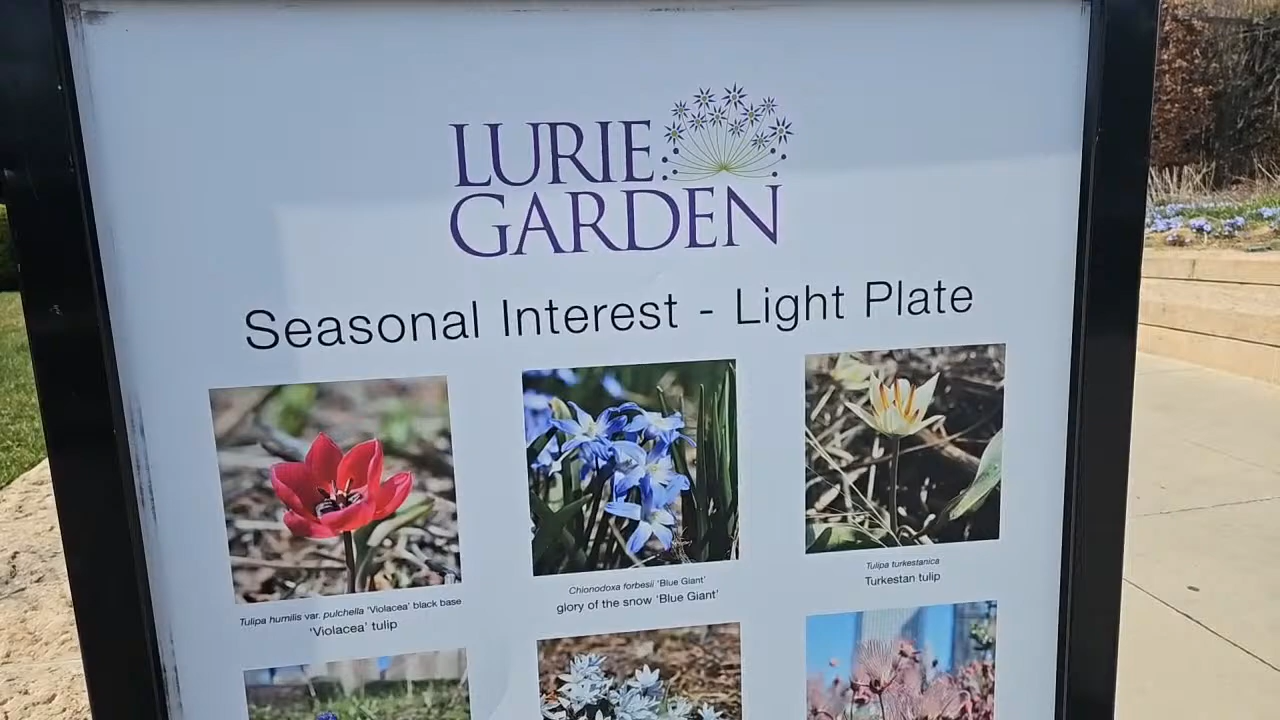 LURIE
GARDEN
Seasonal Interest - Light Plate
Tulipa humilis var. pulchella 'Violacea' black base
'Violacea' tulip
Chionodoxa forbesii 'Blue Giant'
glory of the snow 'Blue Giant'
Tulipa turkestanica
Turkestan tulip